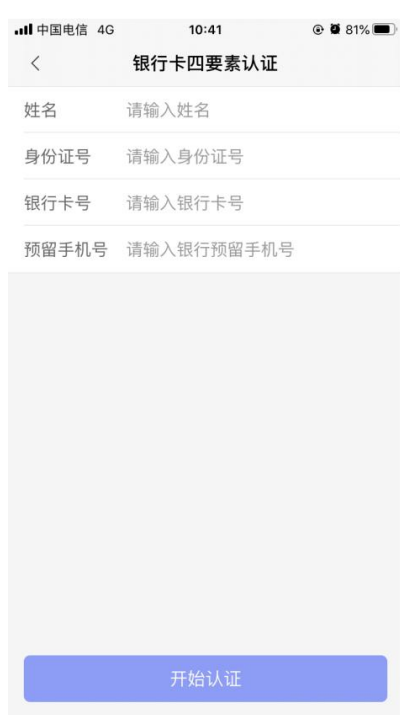 中国电信 4G 10:41 81%
银行卡四要素认证
姓名 请输入姓名
身份证号 请输入身份证号
银行卡号 请输入银行卡号
预留手机号 请输入银行预留手机号
开始认证